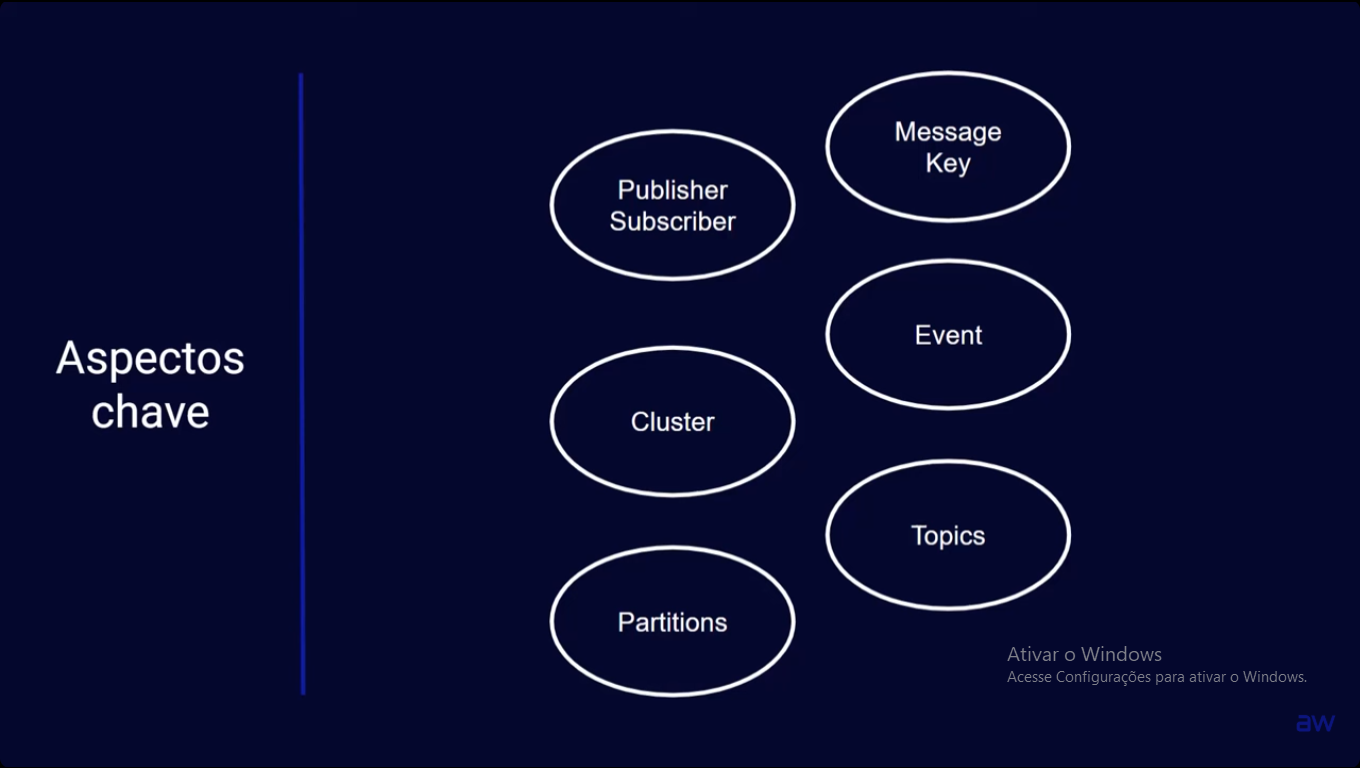 Aspectos
chave
Publisher
Subscriber
Message
Key
Cluster
Event
Partitions
Topics
Ativar o Windows
Acesse Configurações para ativar o Windows.
aw